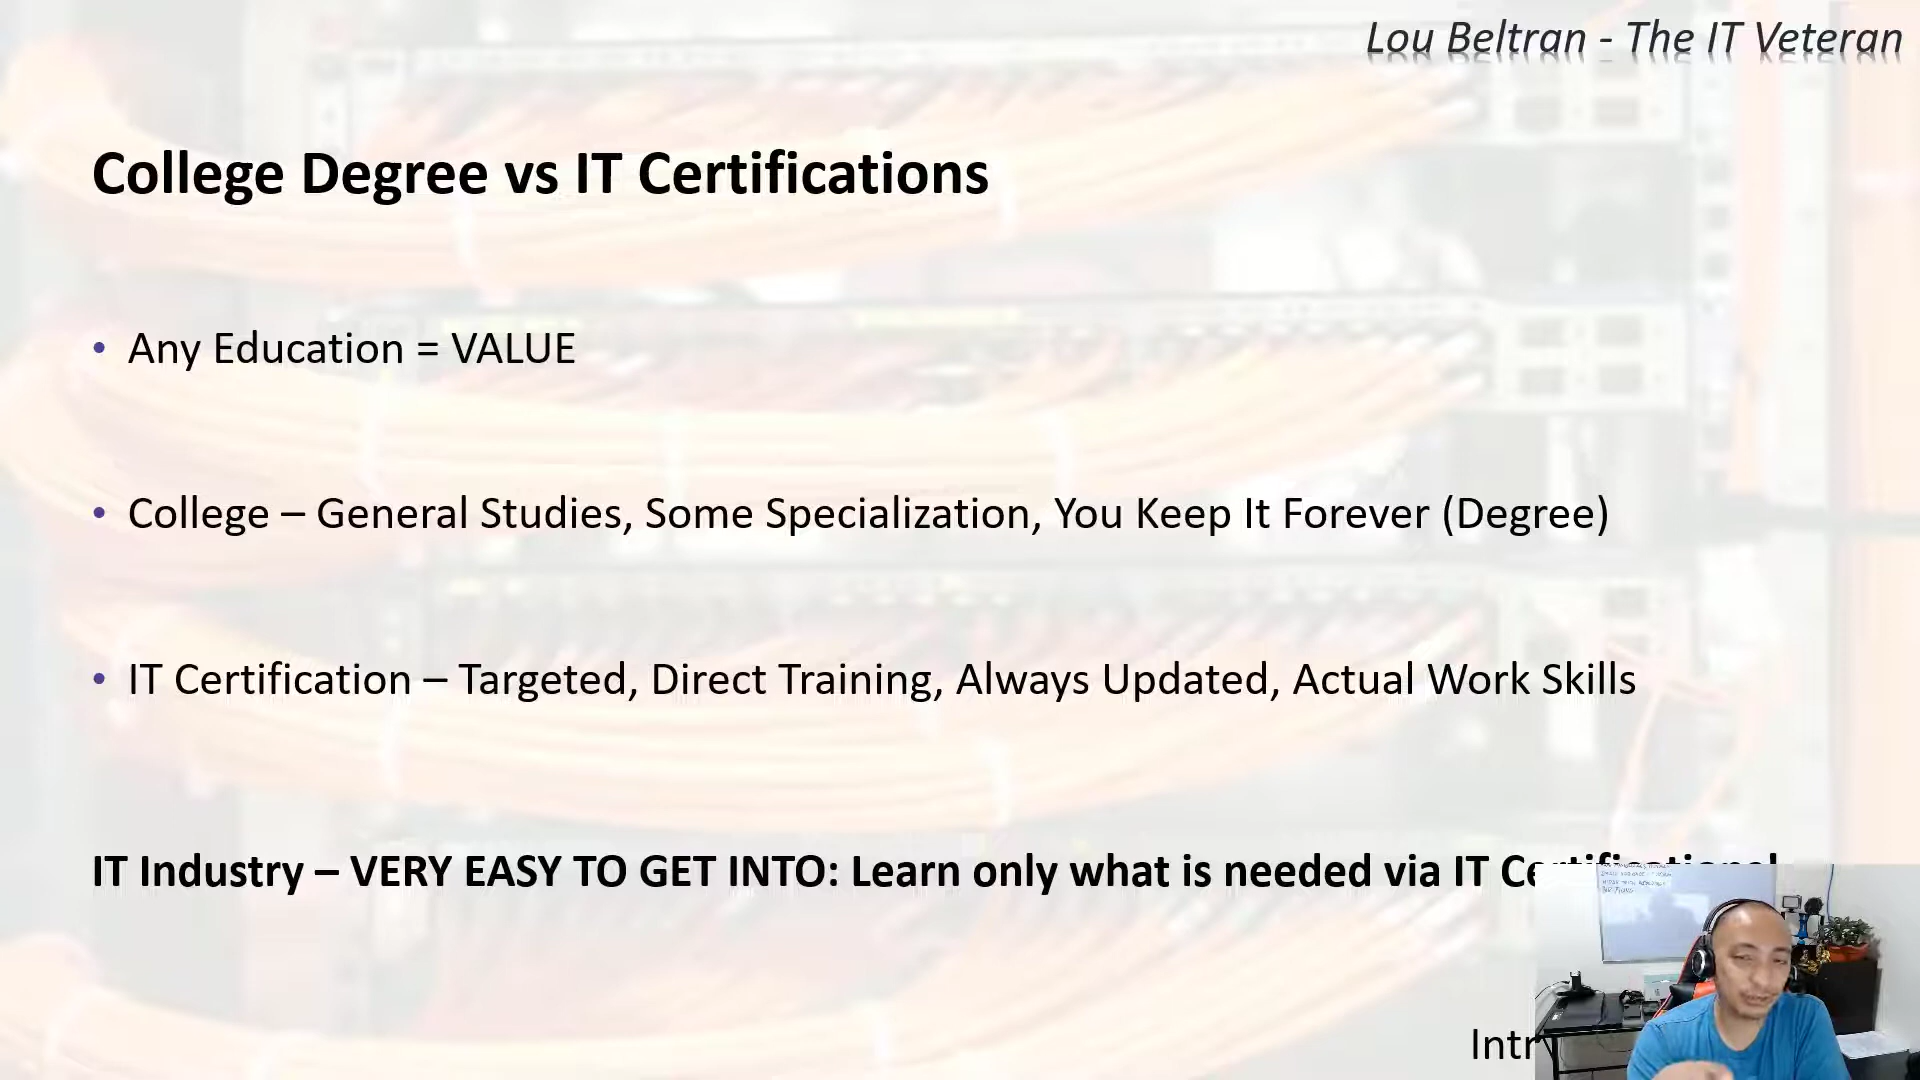 Lou Beltran - The IT Veteran
College Degree vs IT Certifications
• Any Education = VALUE
• College – General Studies, Some Specialization, You Keep It Forever (Degree)
• IT Certification – Targeted, Direct Training, Always Updated, Actual Work Skills
IT Industry – VERY EASY TO GET INTO: Learn only what is needed via IT